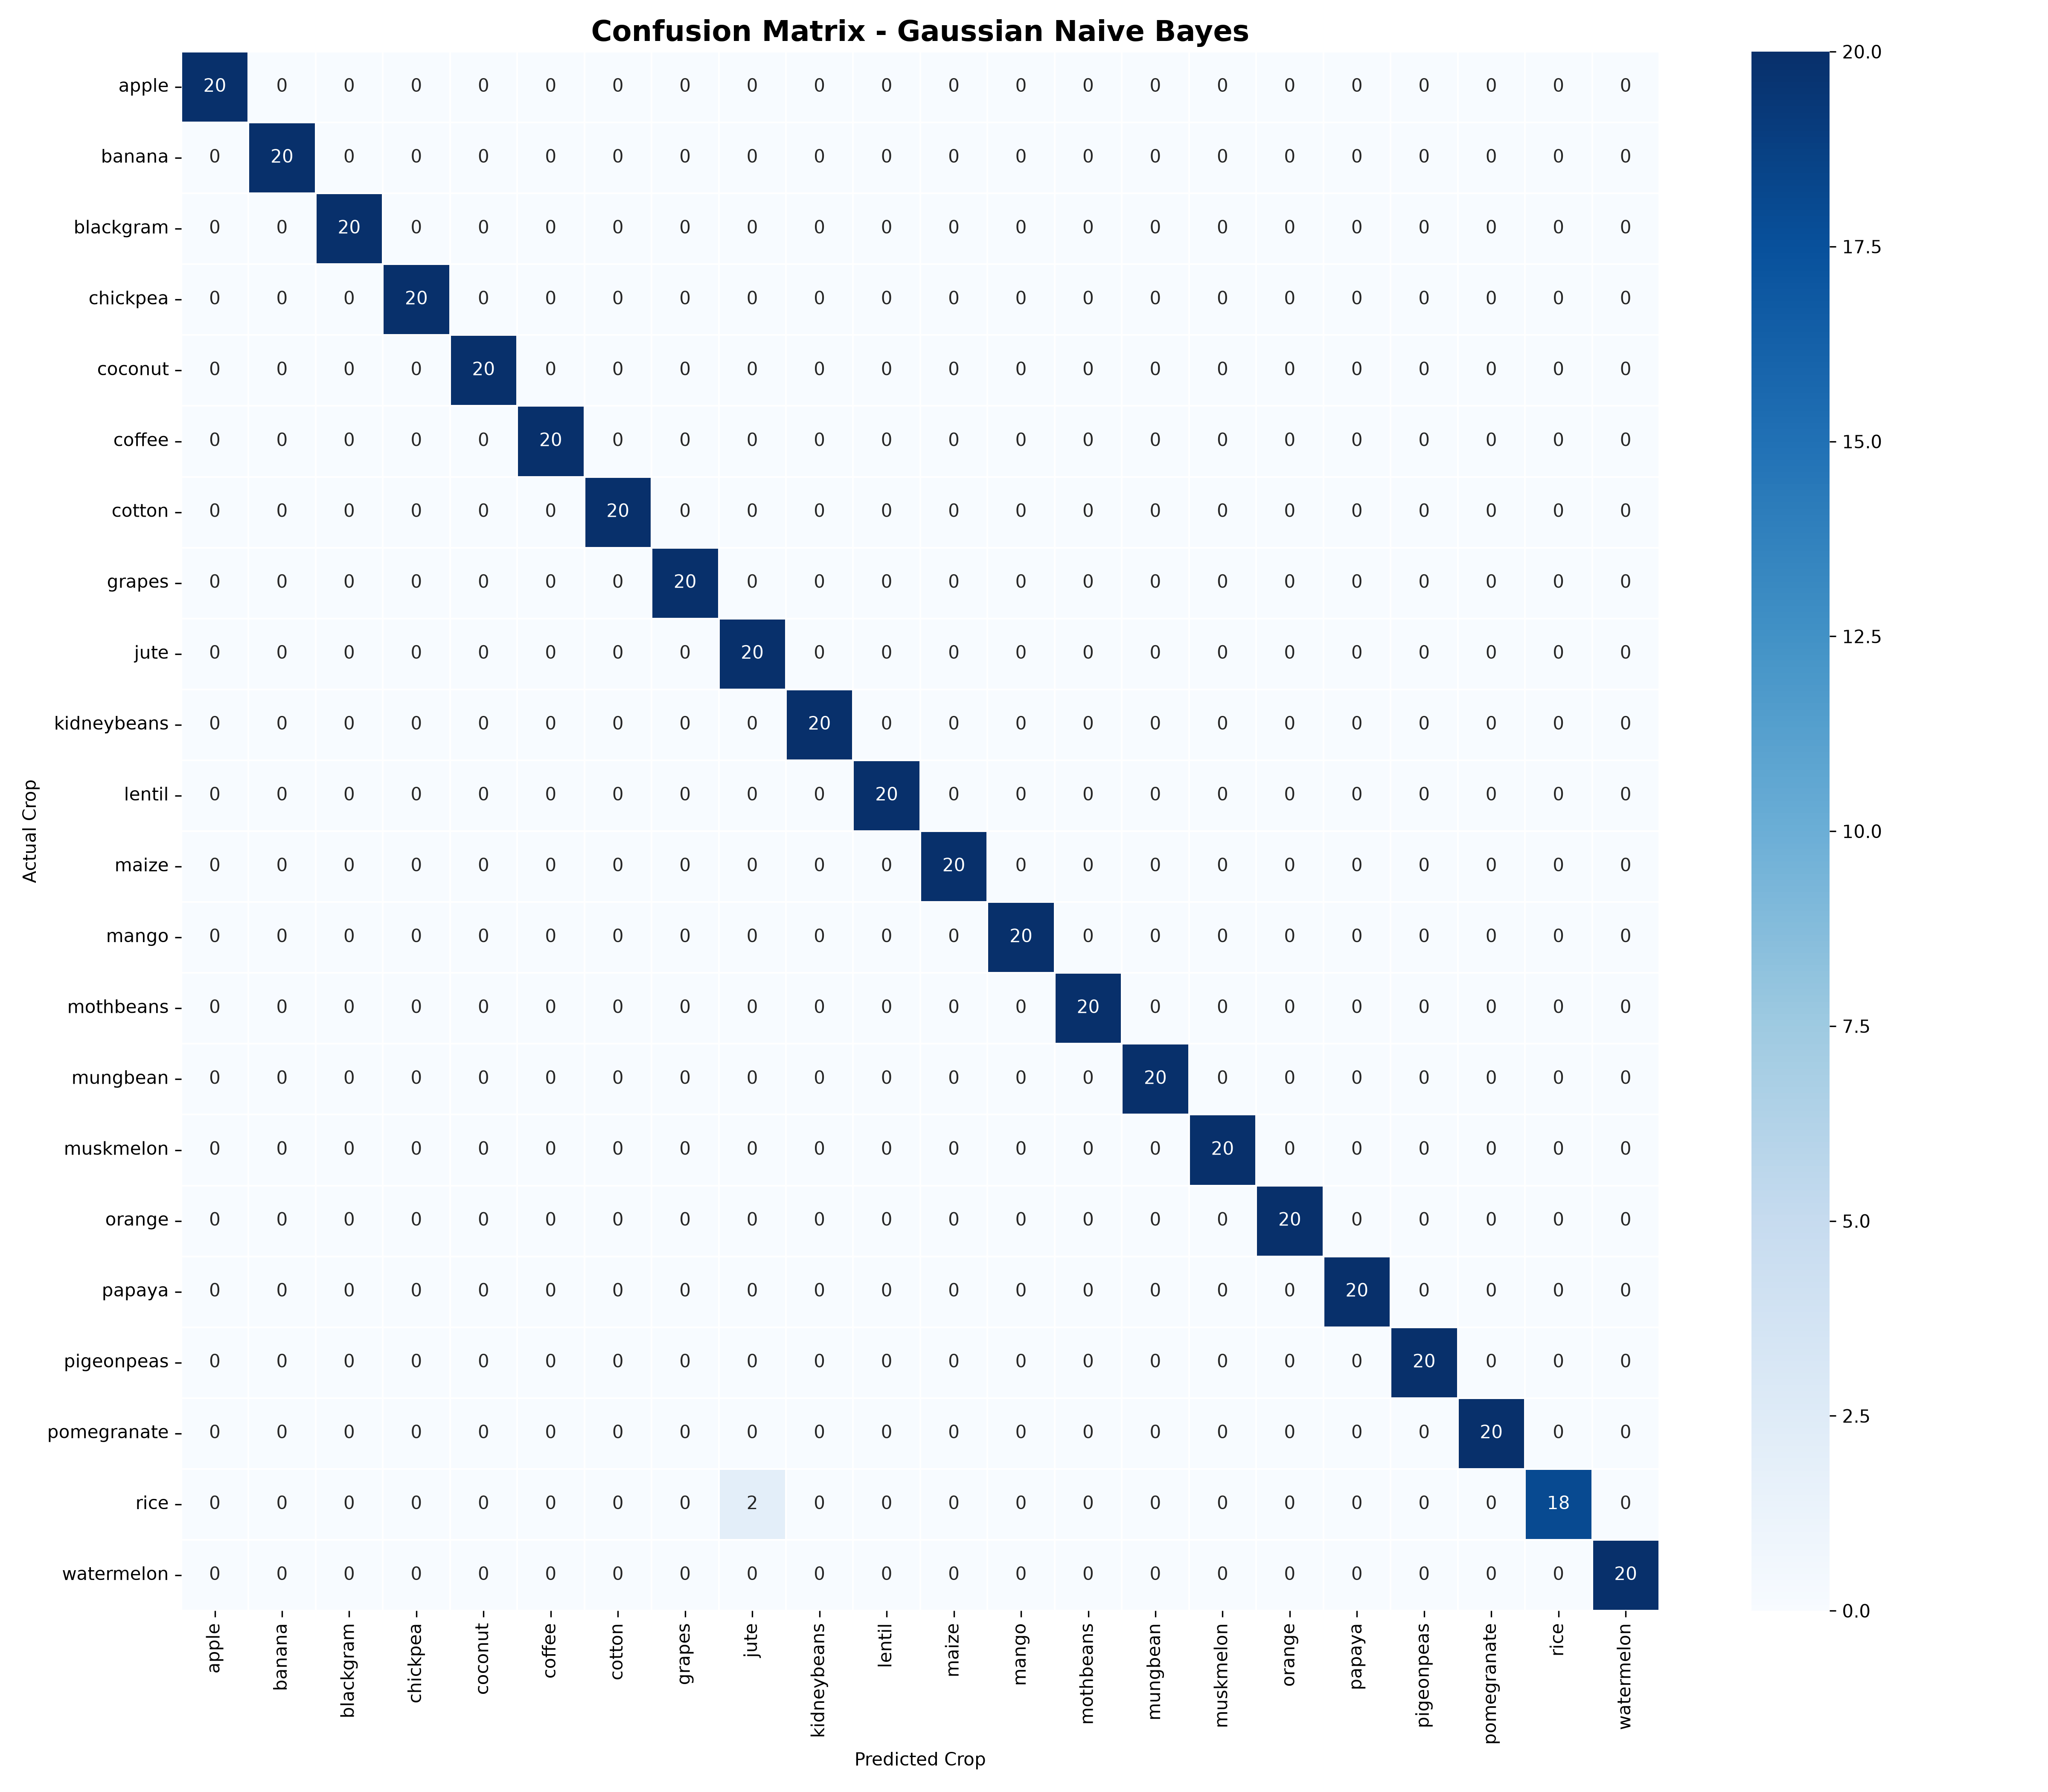 Confusion Matrix - Gaussian Naive Bayes
apple 20 0 0 0 0 0 0 0 0 0 0 0 0 0 0 0 0 0 0 0 0 0
banana 0 20 0 0 0 0 0 0 0 0 0 0 0 0 0 0 0 0 0 0 0 0
blackgram 0 0 20 0 0 0 0 0 0 0 0 0 0 0 0 0 0 0 0 0 0 0
chickpea 0 0 0 20 0 0 0 0 0 0 0 0 0 0 0 0 0 0 0 0 0 0
coconut 0 0 0 0 20 0 0 0 0 0 0 0 0 0 0 0 0 0 0 0 0 0
coffee 0 0 0 0 0 20 0 0 0 0 0 0 0 0 0 0 0 0 0 0 0 0
cotton 0 0 0 0 0 0 20 0 0 0 0 0 0 0 0 0 0 0 0 0 0 0
grapes 0 0 0 0 0 0 0 20 0 0 0 0 0 0 0 0 0 0 0 0 0 0
jute 0 0 0 0 0 0 0 0 20 0 0 0 0 0 0 0 0 0 0 0 0 0
kidneybeans 0 0 0 0 0 0 0 0 0 20 0 0 0 0 0 0 0 0 0 0 0 0
lentil 0 0 0 0 0 0 0 0 0 0 20 0 0 0 0 0 0 0 0 0 0 0
maize 0 0 0 0 0 0 0 0 0 0 0 20 0 0 0 0 0 0 0 0 0 0
mango 0 0 0 0 0 0 0 0 0 0 0 0 20 0 0 0 0 0 0 0 0 0
mothbeans 0 0 0 0 0 0 0 0 0 0 0 0 0 20 0 0 0 0 0 0 0 0
mungbean 0 0 0 0 0 0 0 0 0 0 0 0 0 0 20 0 0 0 0 0 0 0
muskmelon 0 0 0 0 0 0 0 0 0 0 0 0 0 0 0 20 0 0 0 0 0 0
orange 0 0 0 0 0 0 0 0 0 0 0 0 0 0 0 0 20 0 0 0 0 0
papaya 0 0 0 0 0 0 0 0 0 0 0 0 0 0 0 0 0 20 0 0 0 0
pigeonpeas 0 0 0 0 0 0 0 0 0 0 0 0 0 0 0 0 0 0 20 0 0 0
pomegranate 0 0 0 0 0 0 0 0 0 0 0 0 0 0 0 0 0 0 0 20 0 0
rice 0 0 0 0 0 0 0 0 2 0 0 0 0 0 0 0 0 0 0 0 18 0
watermelon 0 0 0 0 0 0 0 0 0 0 0 0 0 0 0 0 0 0 0 0 0 20
Actual Crop
apple
banana
blackgram
chickpea
coconut
coffee
cotton
grapes
jute
kidneybeans
lentil
maize
mango
mothbeans
mungbean
muskmelon
orange
papaya
pigeonpeas
pomegranate
rice
watermelon
Predicted Crop
20.0
17.5
15.0
12.5
10.0
7.5
5.0
2.5
0.0